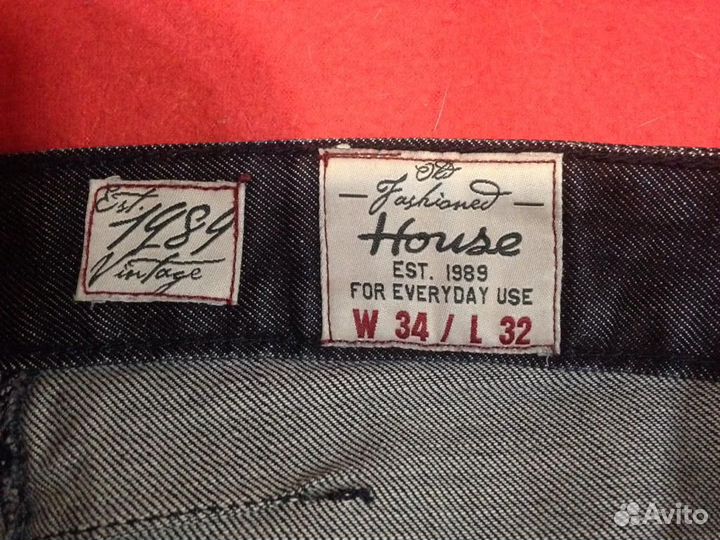 Est.
1989
Vintage
Old
— Fashioned —
House
EST. 1989
FOR EVERYDAY USE
W 34 / L 32
Avito